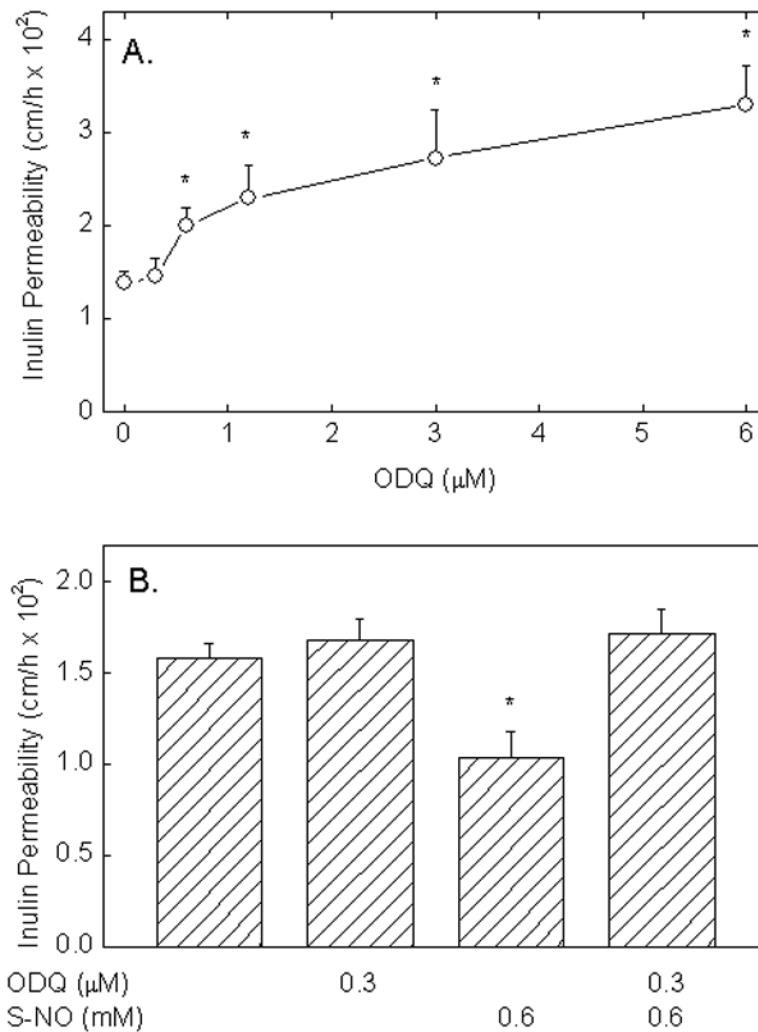 A.
Inulin Permeability (cm/h x 10²)
4
3
2
1
0
* * * *
0 1 3 4 5 6
ODQ (μM)
B.
Inulin Permeability (cm/h x 10²)
2.0
1.5
1.0
0.5
0.0
*
ODQ (μM) 0.3 0.3
S-NO (mM) 0.6 0.6